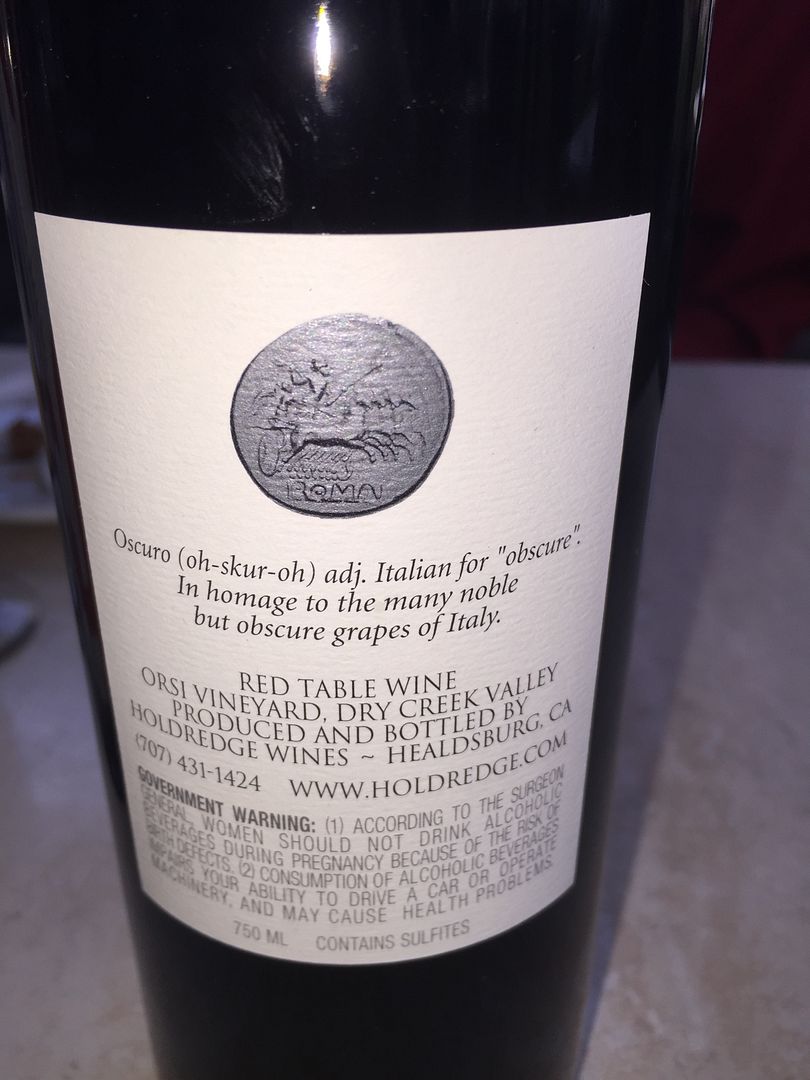 ROMA
Oscuro (oh-skur-oh) adj. Italian for "obscure".
In homage to the many noble
but obscure grapes of Italy.
RED TABLE WINE
ORSI VINEYARD, DRY CREEK VALLEY
PRODUCED AND BOTTLED BY
HOLDREDGE WINES ~ HEALDSBURG, CA
(707) 431-1424 WWW.HOLDREDGE.COM
GOVERNMENT WARNING: (1) ACCORDING TO THE SURGEON
GENERAL, WOMEN SHOULD NOT DRINK ALCOHOLIC
BEVERAGES DURING PREGNANCY BECAUSE OF THE RISK OF
BIRTH DEFECTS. (2) CONSUMPTION OF ALCOHOLIC BEVERAGES
IMPAIRS YOUR ABILITY TO DRIVE A CAR OR OPERATE
MACHINERY, AND MAY CAUSE HEALTH PROBLEMS.
750 ML CONTAINS SULFITES